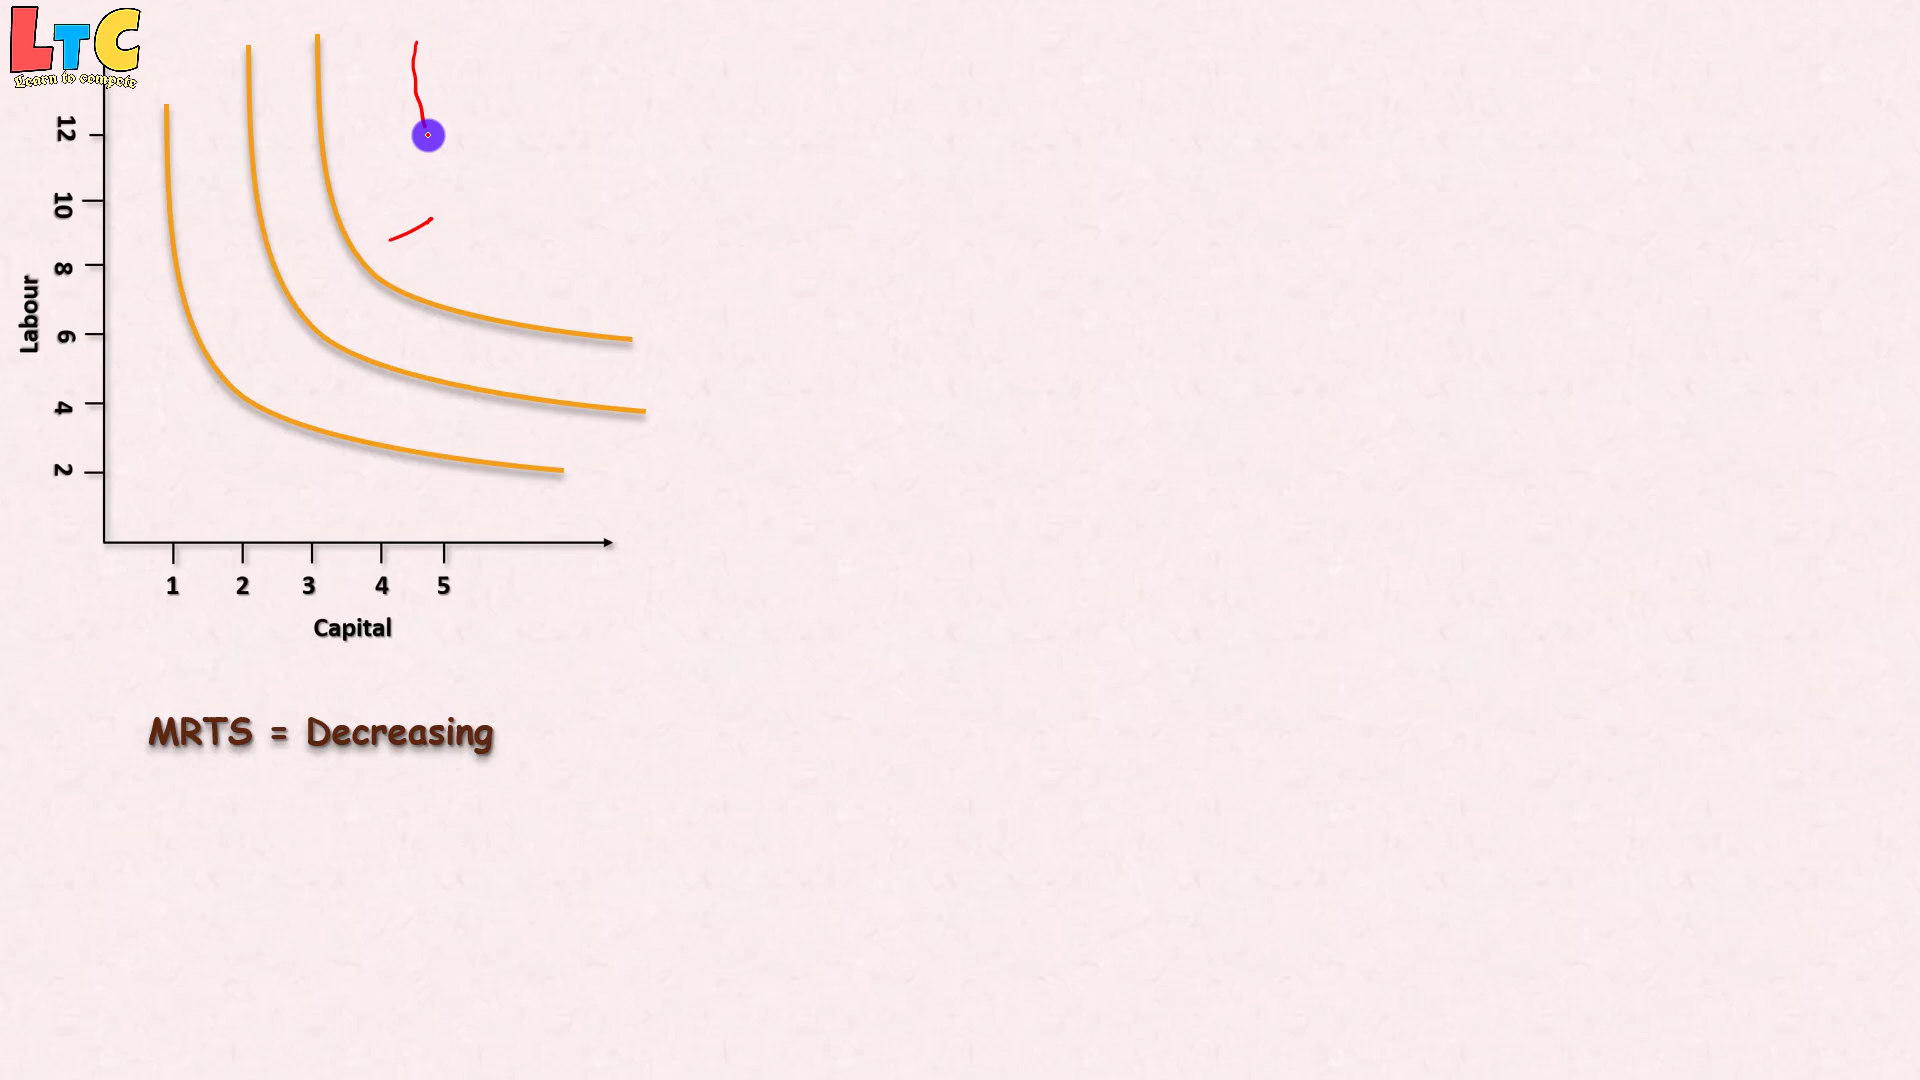 LTC
Learn to compete
12
10
8
6
4
2
Labour
1 2 3 4 5
Capital
MRTS = Decreasing